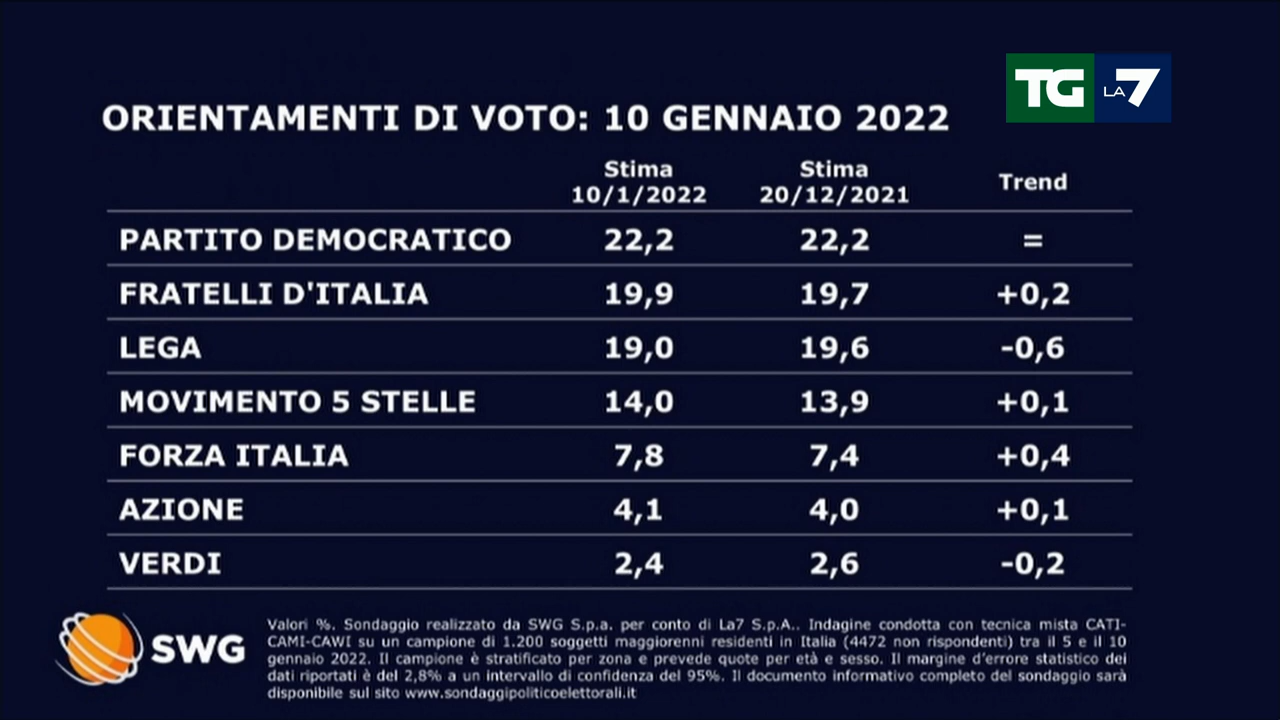 TG LA7
ORIENTAMENTI DI VOTO: 10 GENNAIO 2022
Stima 10/1/2022 Stima 20/12/2021 Trend
PARTITO DEMOCRATICO 22,2 22,2 =
FRATELLI D'ITALIA 19,9 19,7 +0,2
LEGA 19,0 19,6 -0,6
MOVIMENTO 5 STELLE 14,0 13,9 +0,1
FORZA ITALIA 7,8 7,4 +0,4
AZIONE 4,1 4,0 +0,1
VERDI 2,4 2,6 -0,2
SWG
Valori %. Sondaggio realizzato da SWG S.p.a. per conto di La7 S.p.A.. Indagine condotta con tecnica mista CATI-
CAMI-CAWI su un campione di 1.200 soggetti maggiorenni residenti in Italia (4472 non rispondenti) tra il 5 e il 10
gennaio 2022. Il campione è stratificato per zona e prevede quote per età e sesso. Il margine d'errore statistico dei
dati riportati è del 2,8% a un intervallo di confidenza del 95%. Il documento informativo completo del sondaggio sarà
disponibile sul sito www.sondaggipoliticoelettorali.it